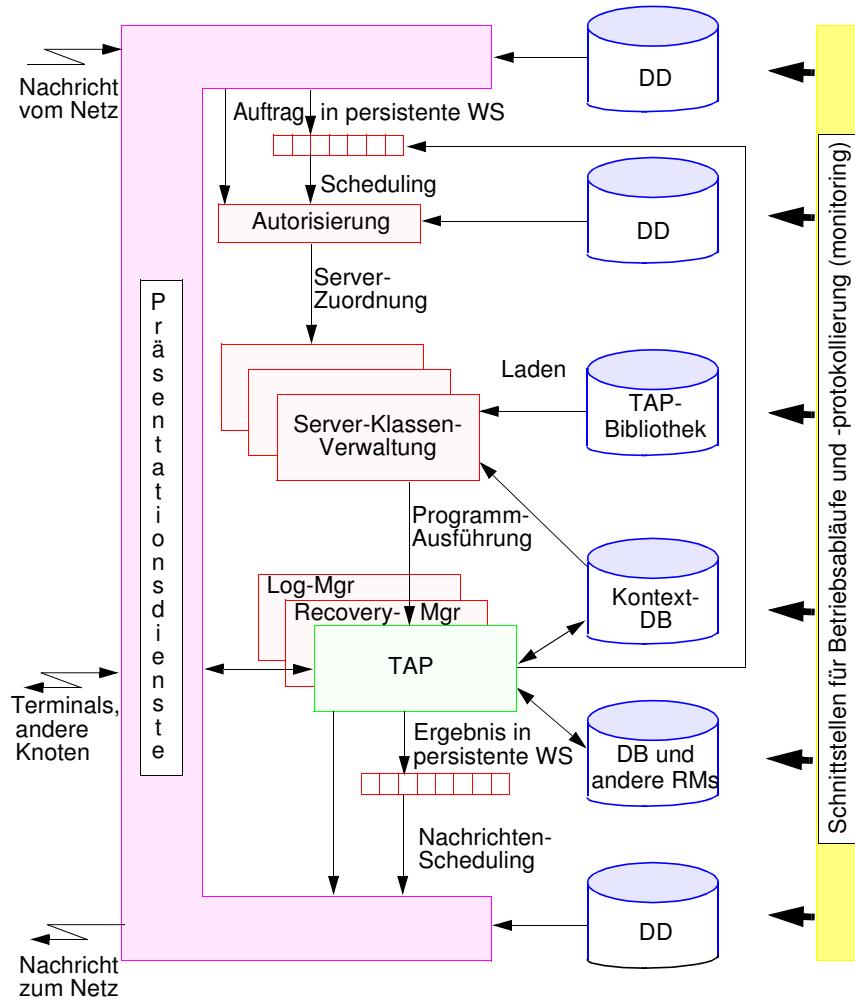 Nachricht
vom Netz
DD
Auftrag in persistente WS
Scheduling
Autorisierung
DD
Server-
Zuordnung
Präsentationsdienste
Laden
Server-Klassen-
Verwaltung
TAP-
Bibliothek
Programm-
Ausführung
Log-Mgr
Recovery- Mgr
TAP
Kontext-
DB
Terminals,
andere
Knoten
Ergebnis in
persistente WS
DB und
andere RMs
Nachrichten-
Scheduling
DD
Nachricht
zum Netz
Schnittstellen für Betriebsabläufe und -protokollierung (monitoring)